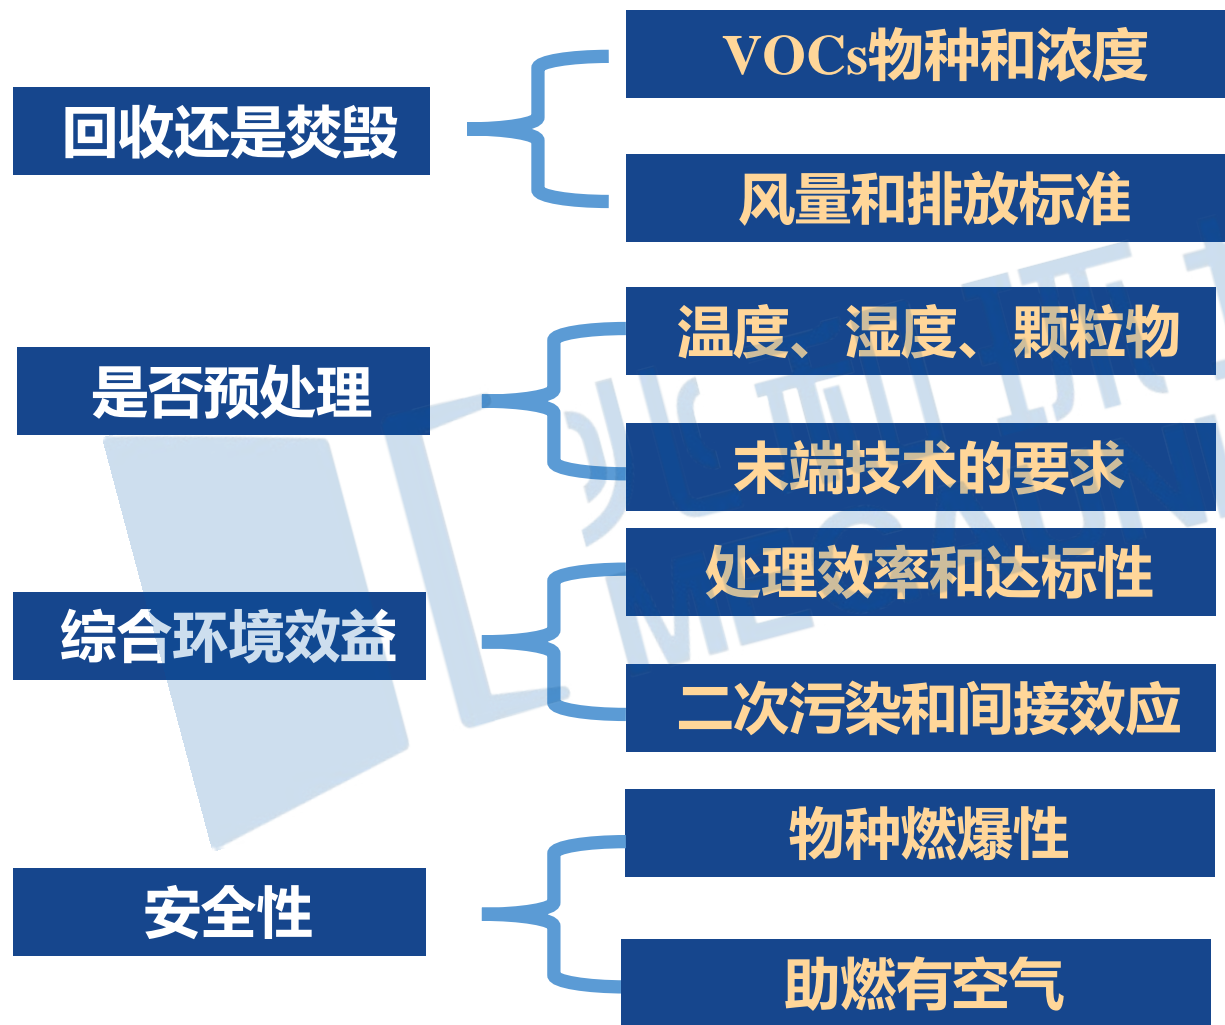 回收还是焚毁
VOCs物种和浓度
风量和排放标准
是否预处理
温度、湿度、颗粒物
末端技术的要求
综合环境效益
处理效率和达标性
二次污染和间接效应
安全性
物种燃爆性
助燃有空气